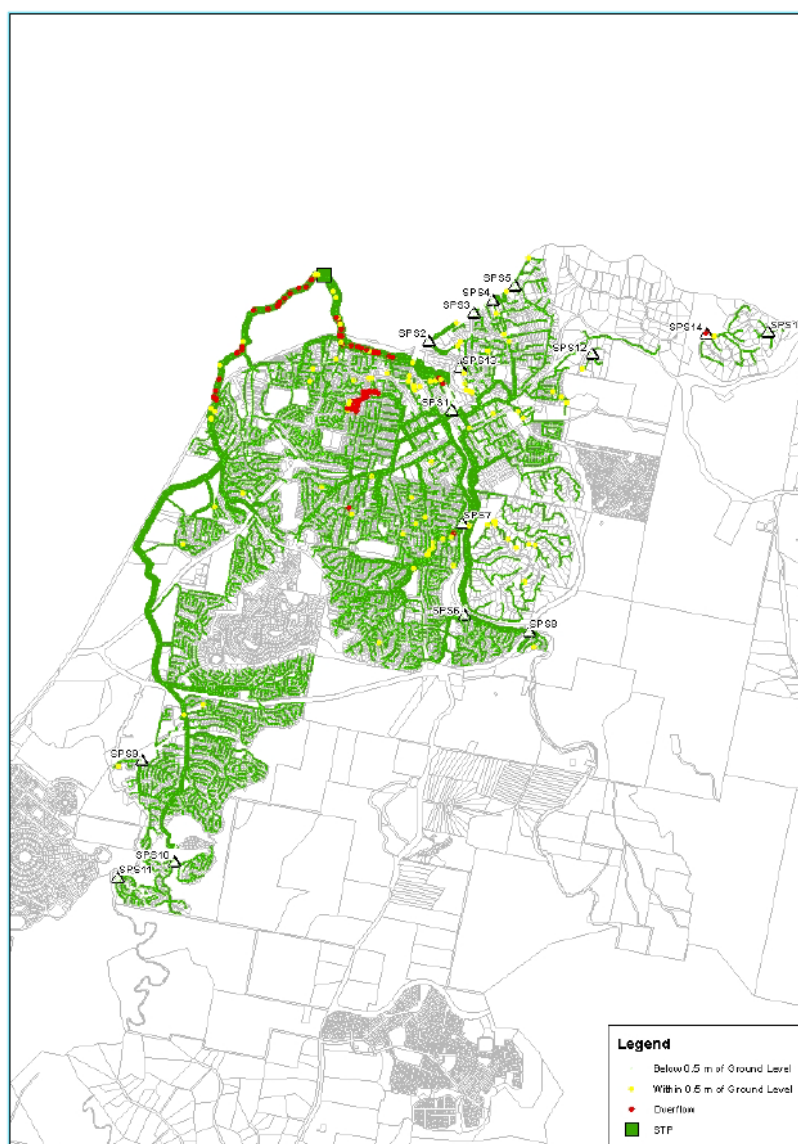 SPS5
SPS4
SPS3
SPS2
SPS14
SPS1
SPS12
SPS13
SPS1
SPS7
SPS6
SPS8
SPS9
SPS10
SPS11
Legend
Below 0.5 m of Ground Level
Within 0.5 m of Ground Level
Overflow
STP